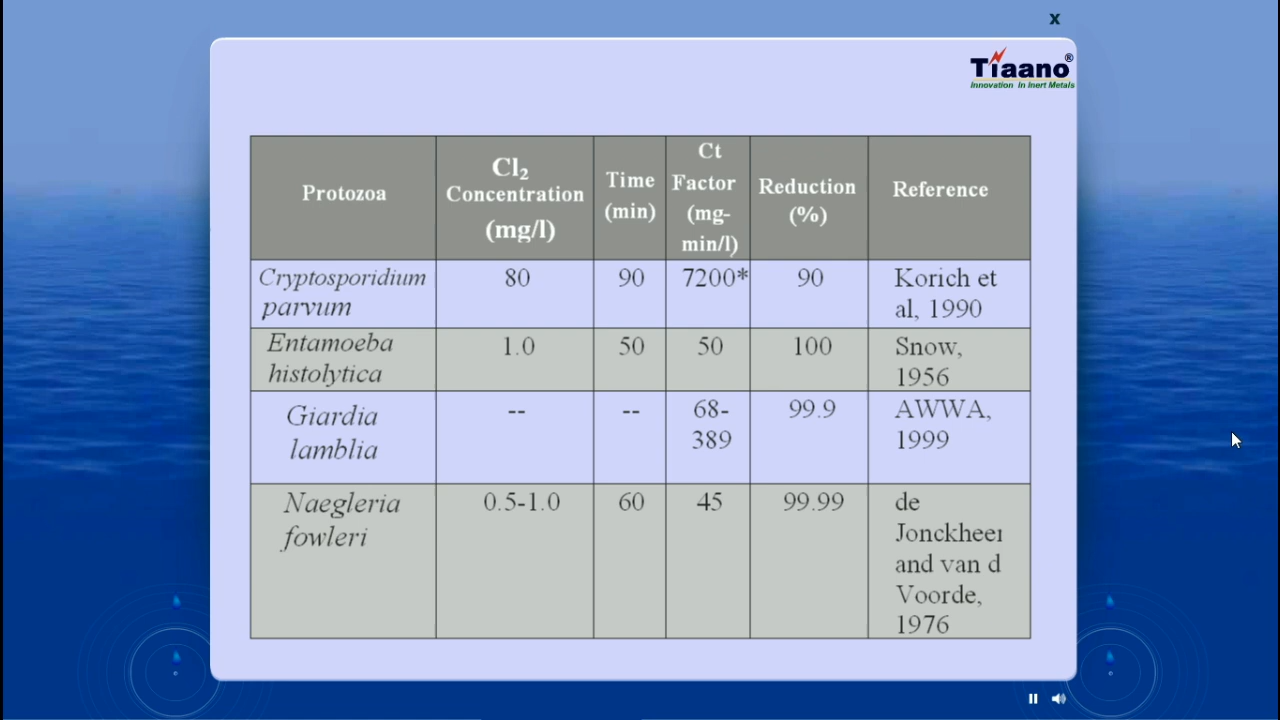 x
Tiaano®
Innovation in Inert Metals
Protozoa
Cl₂
Concentration
(mg/l)
Time
(min)
Ct
Factor
(mg-
min/l)
Reduction
(%)
Reference
Cryptosporidium
parvum
80
90
7200*
90
Korich et
al, 1990
Entamoeba
histolytica
1.0
50
50
100
Snow,
1956
Giardia
lamblia
--
--
68-
389
99.9
AWWA,
1999
Naegleria
fowleri
0.5-1.0
60
45
99.99
de
Jonckheer
and van d
Voorde,
1976